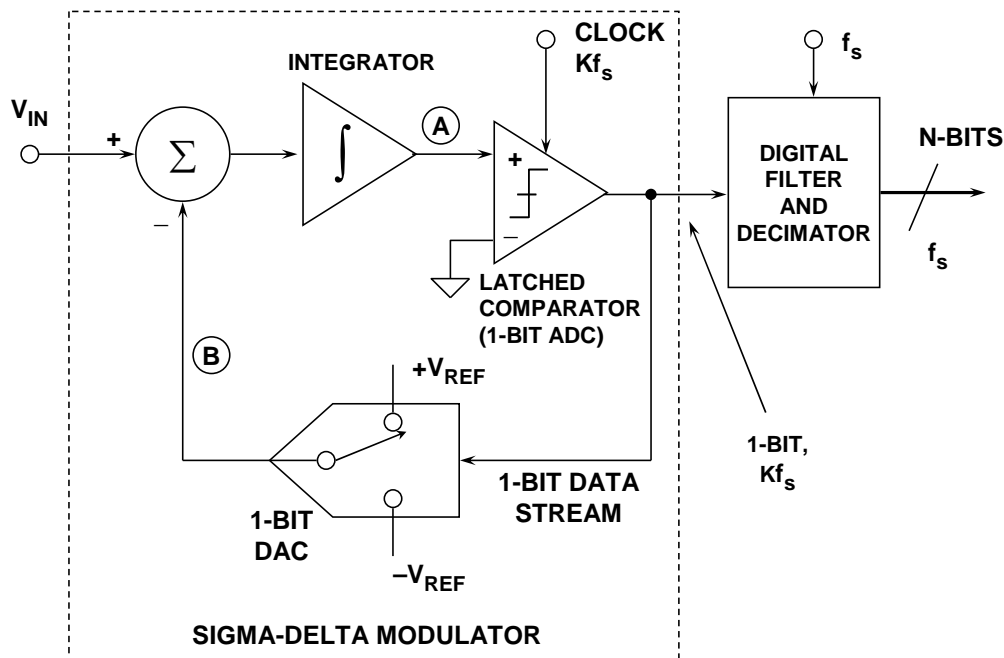 CLOCK
Kfs
fs
INTEGRATOR
VIN
+
Σ
–
∫
A
+
–
LATCHED
COMPARATOR
(1-BIT ADC)
DIGITAL
FILTER
AND
DECIMATOR
N-BITS
fs
B
+VREF
1-BIT DATA
STREAM
1-BIT
DAC
–VREF
1-BIT,
Kfs
SIGMA-DELTA MODULATOR